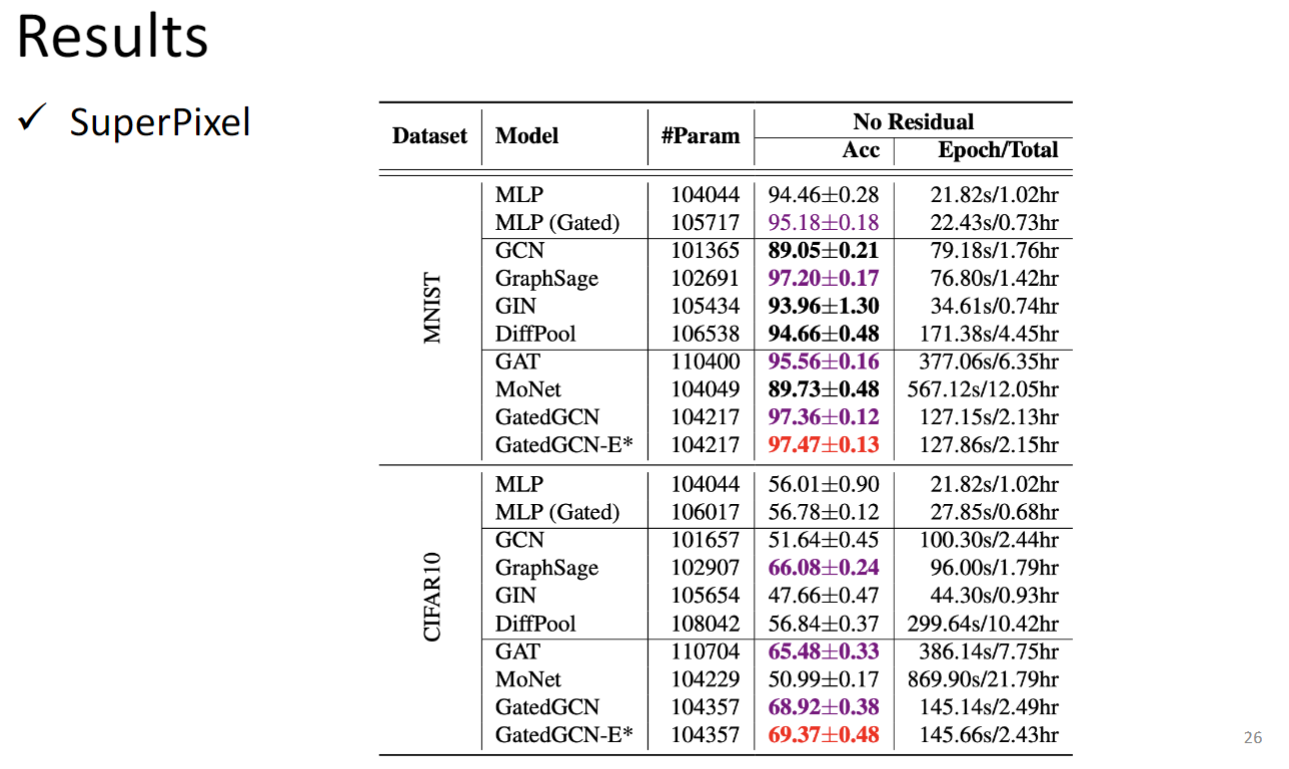 Results
✓ SuperPixel
Dataset Model #Param No Residual
Acc Epoch/Total
MNIST
MLP 104044 94.46±0.28 21.82s/1.02hr
MLP (Gated) 105717 95.18±0.18 22.43s/0.73hr
GCN 101365 89.05±0.21 79.18s/1.76hr
GraphSage 102691 97.20±0.17 76.80s/1.42hr
GIN 105434 93.96±1.30 34.61s/0.74hr
DiffPool 106538 94.66±0.48 171.38s/4.45hr
GAT 110400 95.56±0.16 377.06s/6.35hr
MoNet 104049 89.73±0.48 567.12s/12.05hr
GatedGCN 104217 97.36±0.12 127.15s/2.13hr
GatedGCN-E* 104217 97.47±0.13 127.86s/2.15hr
CIFAR10
MLP 104044 56.01±0.90 21.82s/1.02hr
MLP (Gated) 106017 56.78±0.12 27.85s/0.68hr
GCN 101657 51.64±0.45 100.30s/2.44hr
GraphSage 102907 66.08±0.24 96.00s/1.79hr
GIN 105654 47.66±0.47 44.30s/0.93hr
DiffPool 108042 56.84±0.37 299.64s/10.42hr
GAT 110704 65.48±0.33 386.14s/7.75hr
MoNet 104229 50.99±0.17 869.90s/21.79hr
GatedGCN 104357 68.92±0.38 145.14s/2.49hr
GatedGCN-E* 104357 69.37±0.48 145.66s/2.43hr
26